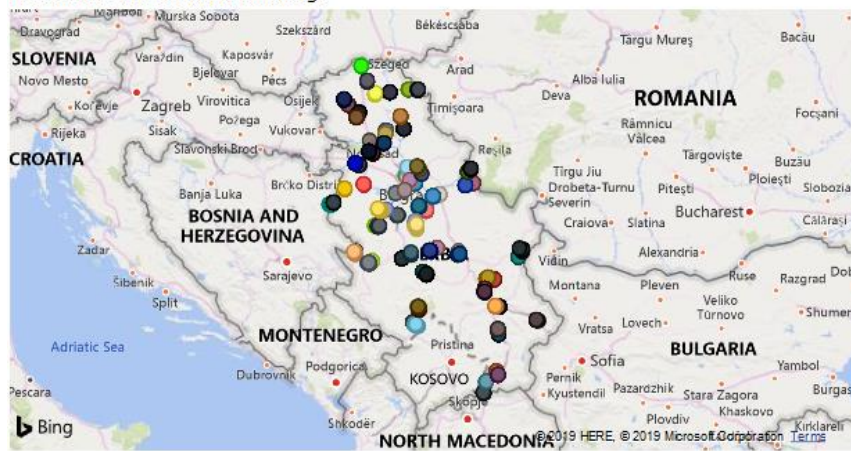 Dravograd
Murska Sobota
Szekszárd
Békéscsaba
Târgu Mureș
Bacău
SLOVENIA
Varaždin
Kaposvár
Szeged
Arad
Novo Mesto
Bjelovar
Pécs
Alba Iulia
ROMANIA
Zagreb
Virovitica
Osijek
Timișoara
Deva
Focșani
Sisak
Požega
Vukovar
Râmnicu Vâlcea
Rijeka
Slavonski Brod
Reșița
Târgoviște
Buzău
CROATIA
Târgu Jiu
Ploiești
Banja Luka
Brčko Distri
Drobeta-Turnu Severin
Pitești
Slobozia
BOSNIA AND HERZEGOVINA
Bucharest
Craiova
Slatina
Călărași
Zadar
Alexandria
Vidin
Sarajevo
Ruse
Razgrad
Šibenik
Montana
Pleven
Split
MONTENEGRO
Veliko Tŭrnovo
Shumen
Vratsa
Lovech
Adriatic Sea
Pristina
BULGARIA
Podgorica
Sofia
Yambol
Dubrovnik
KOSOVO
Pernik
Burgas
Pescara
Kyustendil
Pazardzhik
Stara Zagora
Skopje
Khaskovo
Bing
Shkodër
Plovdiv
Kirklareli
NORTH MACEDONIA
© 2019 HERE, © 2019 Microsoft Corporation Terms